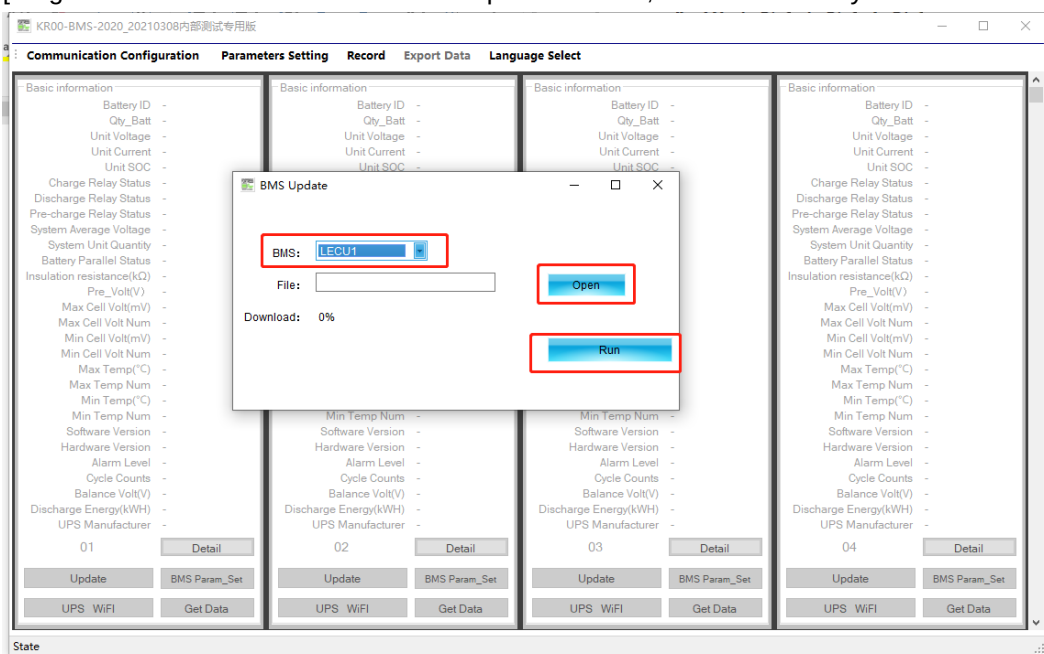 KR00-BMS-2020_20210308内部测试专用版
Communication Configuration Parameters Setting Record Export Data Language Select
Basic information Basic information Basic information Basic information
Battery ID - Battery ID - Battery ID - Battery ID -
Qty_Batt - Qty_Batt - Qty_Batt - Qty_Batt -
Unit Voltage - Unit Voltage - Unit Voltage - Unit Voltage -
Unit Current - Unit Current - Unit Current - Unit Current -
Unit SOC - Unit SOC - Unit SOC - Unit SOC -
Charge Relay Status - Charge Relay Status -
Discharge Relay Status - Discharge Relay Status -
Pre-charge Relay Status - Pre-charge Relay Status -
System Average Voltage - System Average Voltage -
System Unit Quantity - System Unit Quantity -
Battery Parallel Status - Battery Parallel Status -
Insulation resistance(kΩ) - Insulation resistance(kΩ) -
Pre_Volt(V) - Pre_Volt(V) -
Max Cell Volt(mV) - Max Cell Volt(mV) -
Max Cell Volt Num - Max Cell Volt Num -
Min Cell Volt(mV) - Min Cell Volt(mV) -
Min Cell Volt Num - Min Cell Volt Num -
Max Temp(°C) - Max Temp(°C) -
Max Temp Num - Max Temp Num -
Min Temp(°C) - Min Temp(°C) -
BMS Update
BMS: LECU1
File: Open
Download: 0%
Run
Min Temp Num - Min Temp Num - Min Temp Num - Min Temp Num -
Software Version - Software Version - Software Version - Software Version -
Hardware Version - Hardware Version - Hardware Version - Hardware Version -
Alarm Level - Alarm Level - Alarm Level - Alarm Level -
Cycle Counts - Cycle Counts - Cycle Counts - Cycle Counts -
Balance Volt(V) - Balance Volt(V) - Balance Volt(V) - Balance Volt(V) -
Discharge Energy(kWH) - Discharge Energy(kWH) - Discharge Energy(kWH) - Discharge Energy(kWH) -
UPS Manufacturer - UPS Manufacturer - UPS Manufacturer - UPS Manufacturer -
01 Detail 02 Detail 03 Detail 04 Detail
Update BMS Param_Set Update BMS Param_Set Update BMS Param_Set Update BMS Param_Set
UPS WiFI Get Data UPS WiFI Get Data UPS WiFI Get Data UPS WiFI Get Data
State